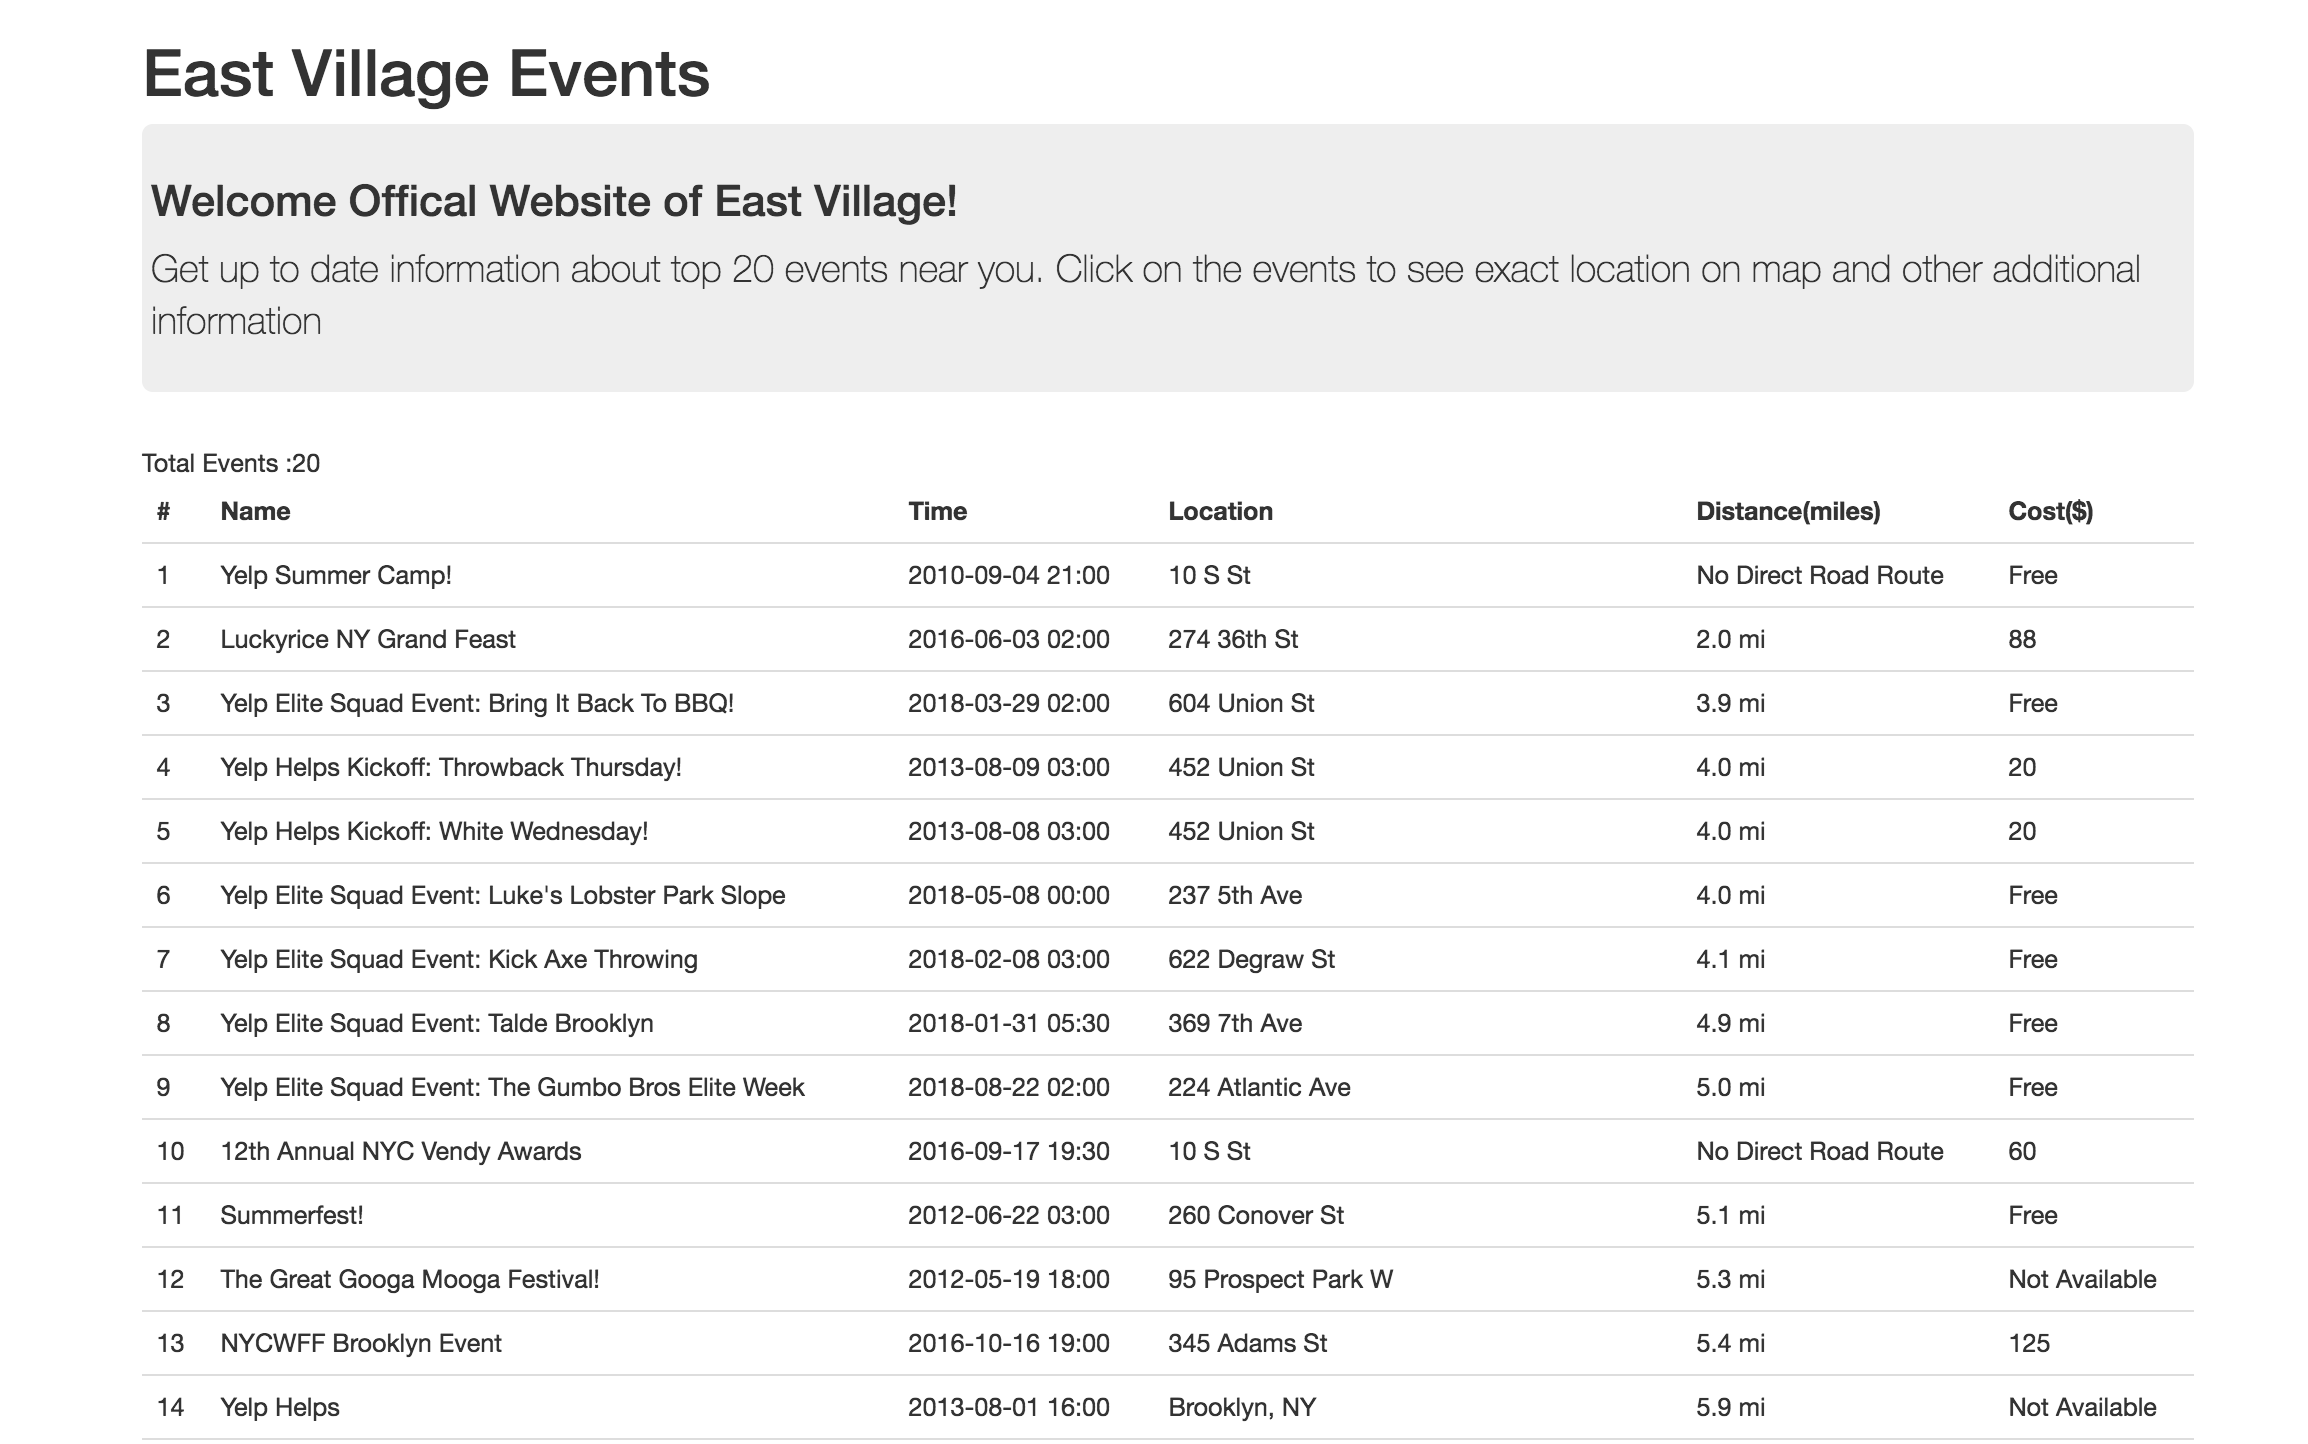 East Village Events
Welcome Offical Website of East Village!
Get up to date information about top 20 events near you. Click on the events to see exact location on map and other additional
information
Total Events :20
# Name Time Location Distance(miles) Cost($)
1 Yelp Summer Camp! 2010-09-04 21:00 10 S St No Direct Road Route Free
2 Luckyrice NY Grand Feast 2016-06-03 02:00 274 36th St 2.0 mi 88
3 Yelp Elite Squad Event: Bring It Back To BBQ! 2018-03-29 02:00 604 Union St 3.9 mi Free
4 Yelp Helps Kickoff: Throwback Thursday! 2013-08-09 03:00 452 Union St 4.0 mi 20
5 Yelp Helps Kickoff: White Wednesday! 2013-08-08 03:00 452 Union St 4.0 mi 20
6 Yelp Elite Squad Event: Luke's Lobster Park Slope 2018-05-08 00:00 237 5th Ave 4.0 mi Free
7 Yelp Elite Squad Event: Kick Axe Throwing 2018-02-08 03:00 622 Degraw St 4.1 mi Free
8 Yelp Elite Squad Event: Talde Brooklyn 2018-01-31 05:30 369 7th Ave 4.9 mi Free
9 Yelp Elite Squad Event: The Gumbo Bros Elite Week 2018-08-22 02:00 224 Atlantic Ave 5.0 mi Free
10 12th Annual NYC Vendy Awards 2016-09-17 19:30 10 S St No Direct Road Route 60
11 Summerfest! 2012-06-22 03:00 260 Conover St 5.1 mi Free
12 The Great Googa Mooga Festival! 2012-05-19 18:00 95 Prospect Park W 5.3 mi Not Available
13 NYCWFF Brooklyn Event 2016-10-16 19:00 345 Adams St 5.4 mi 125
14 Yelp Helps 2013-08-01 16:00 Brooklyn, NY 5.9 mi Not Available